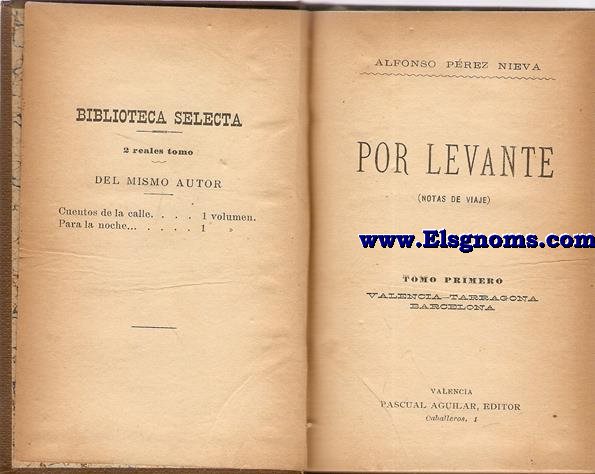 BIBLIOTECA SELECTA
2 reales tomo
DEL MISMO AUTOR
Cuentos de la calle. . . . 1 volumen.
Para la noche... . . . . . 1 »
ALFONSO PÉREZ NIEVA
POR LEVANTE
(NOTAS DE VIAJE)
www.Elsgnoms.com
TOMO PRIMERO
VALENCIA—TARRAGONA
BARCELONA
VALENCIA
PASCUAL AGUILAR, EDITOR
Caballeros, 1